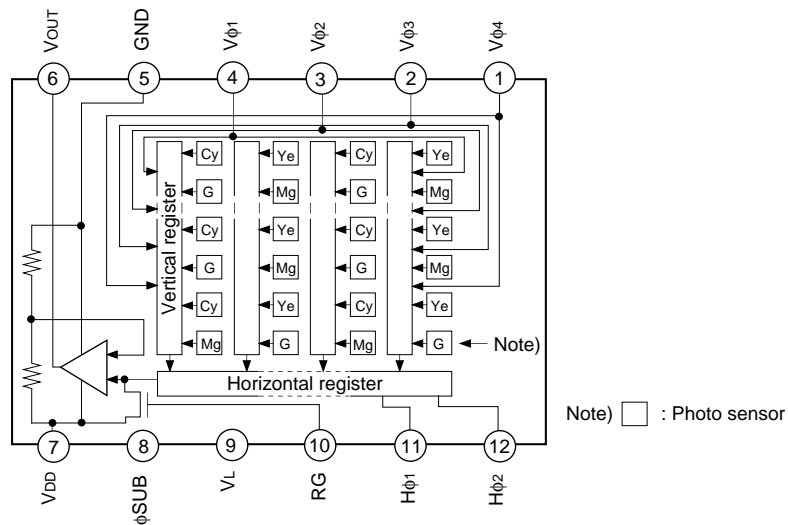 VOUT GND Vϕ1 Vϕ2 Vϕ3 Vϕ4
6 5 4 3 2 1
Vertical register
Cy Ye Cy Ye
G Mg G Mg
Cy Ye Cy Ye
G Mg G Mg
Cy Ye Cy Ye
Mg G Mg G Note)
Horizontal register
Note) : Photo sensor
7 8 9 10 11 12
VDD ϕSUB VL RG Hϕ1 Hϕ2